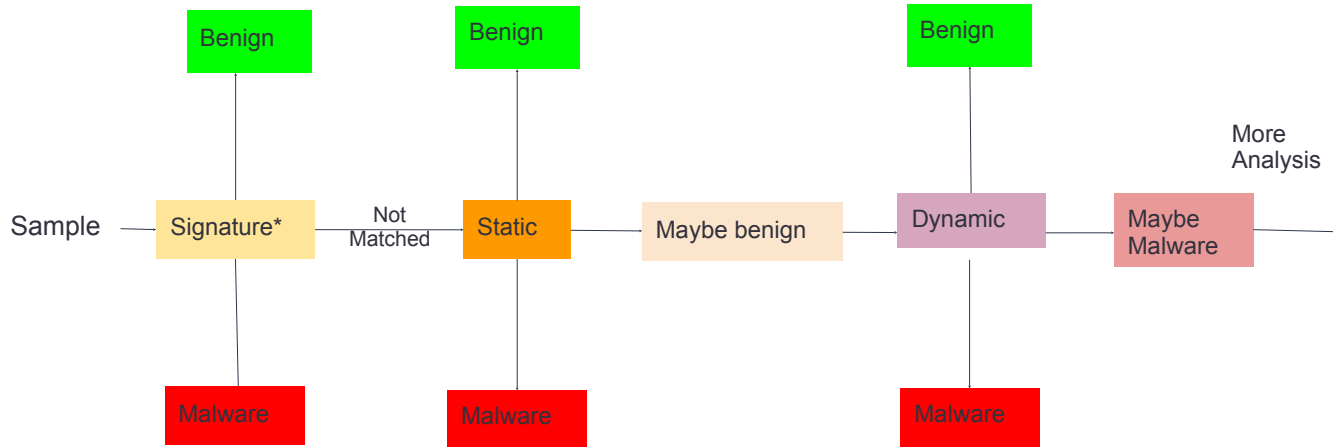 Benign
Benign
Benign
More
Analysis
Sample
Signature*
Not
Matched
Static
Maybe benign
Dynamic
Maybe
Malware
Malware
Malware
Malware